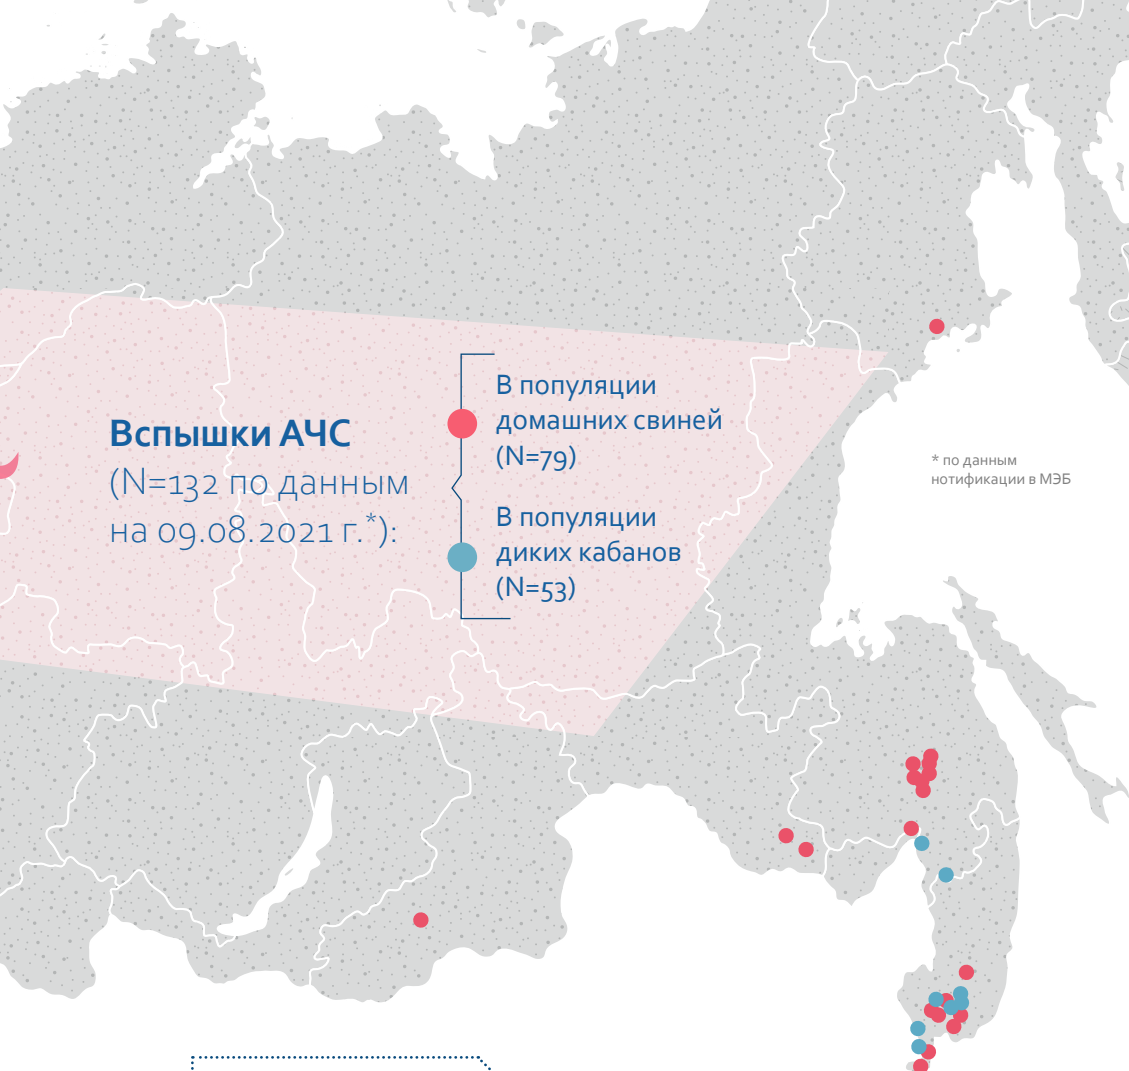 Вспышки АЧС
(N=132 по данным
на 09.08.2021 г.*):
В популяции
домашних свиней
(N=79)
В популяции
диких кабанов
(N=53)
* по данным
нотификации в МЭБ